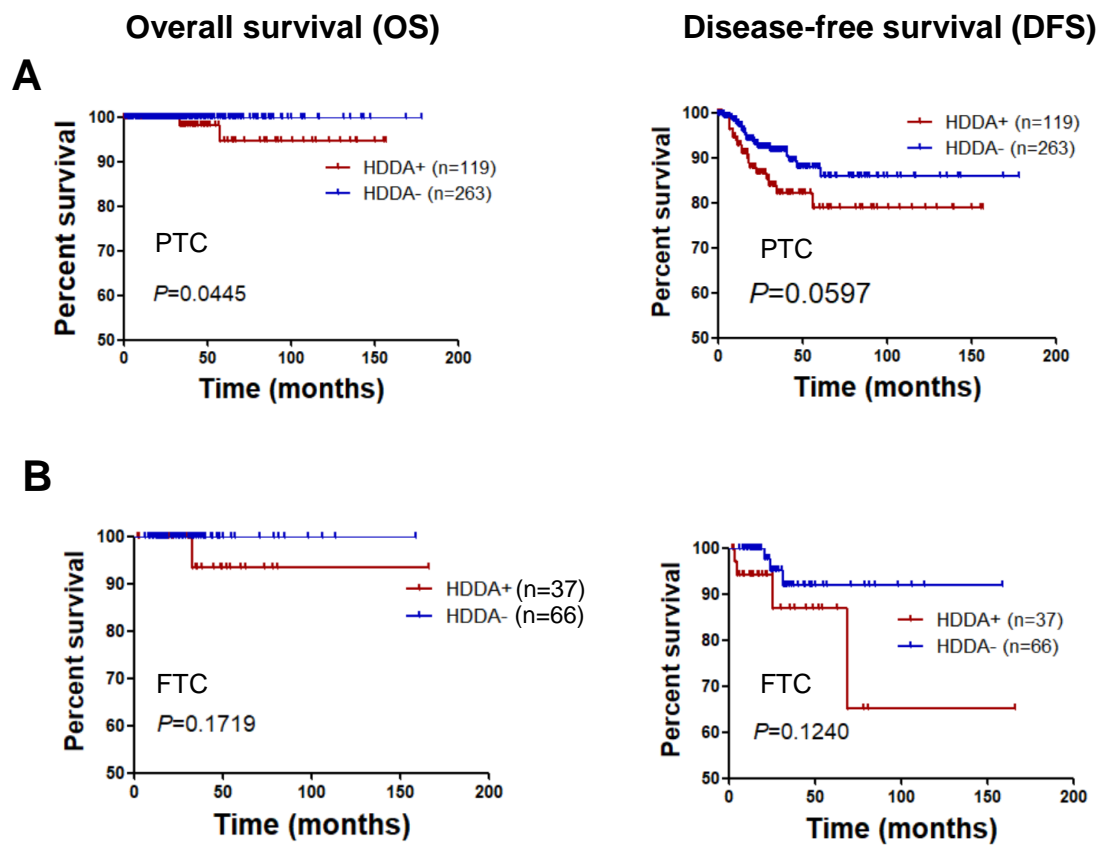 Overall survival (OS)
Disease-free survival (DFS)
A
Percent survival
100
90
80
70
60
50
0
50
100
150
200
Time (months)
HDDA+ (n=119)
HDDA- (n=263)
PTC
P=0.0445
Percent survival
100
90
80
70
60
50
0
50
100
150
200
Time (months)
HDDA+ (n=119)
HDDA- (n=263)
PTC
P=0.0597
B
Percent survival
100
90
80
70
60
50
0
50
100
150
200
Time (months)
HDDA+ (n=37)
HDDA- (n=66)
FTC
P=0.1719
Percent survival
100
90
80
70
60
50
0
50
100
150
200
Time (months)
HDDA+ (n=37)
HDDA- (n=66)
FTC
P=0.1240